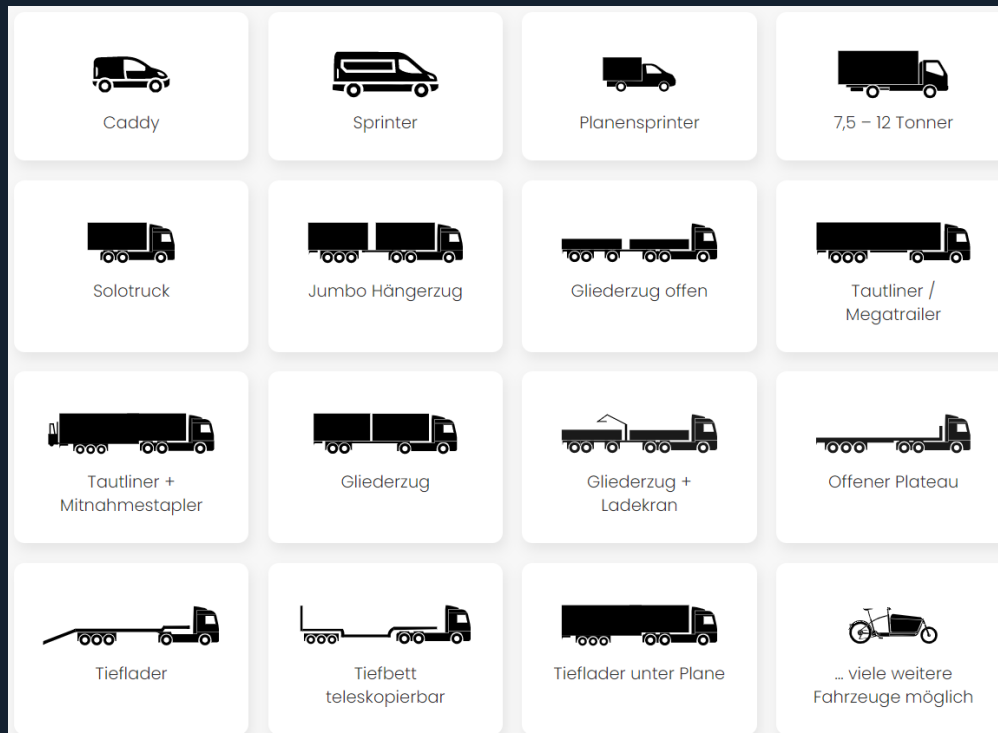 Caddy
Sprinter
Planensprinter
7,5 – 12 Tonner
Solotruck
Jumbo Hängerzug
Gliederzug offen
Tautliner /
Megatrailer
Tautliner +
Mitnahmestapler
Gliederzug
Gliederzug +
Ladekran
Offener Plateau
Tieflader
Tiefbett
teleskopierbar
Tieflader unter Plane
... viele weitere
Fahrzeuge möglich